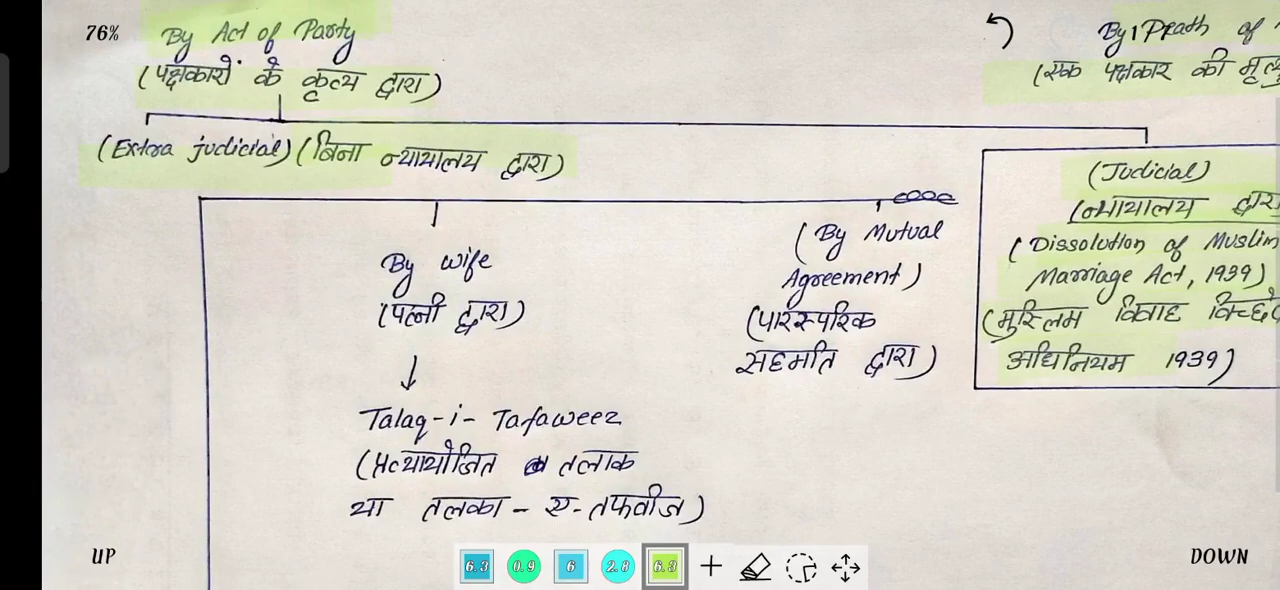 76%
By Act of Party
(पक्षकारों के कृत्य द्वारा)
By 1 Death of
(एक पक्षकार की मृत्यु
(Extra judicial) (बिना न्यायालय द्वारा)
(Judicial)
(न्यायालय द्वारा
(Dissolution of Muslim
Marriage Act, 1939)
(मुस्लिम विवाह विच्छे
अधिनियम 1939)
By wife
(पत्नी द्वारा)
Talaq-i-Tafaweez
(प्रत्यायोजित तलाक
या तलका-ए-तफवीज)
(By Mutual
Agreement)
(पारस्परिक
सहमति द्वारा)
UP
6.3 0.9 6 2.8 6.3
DOWN